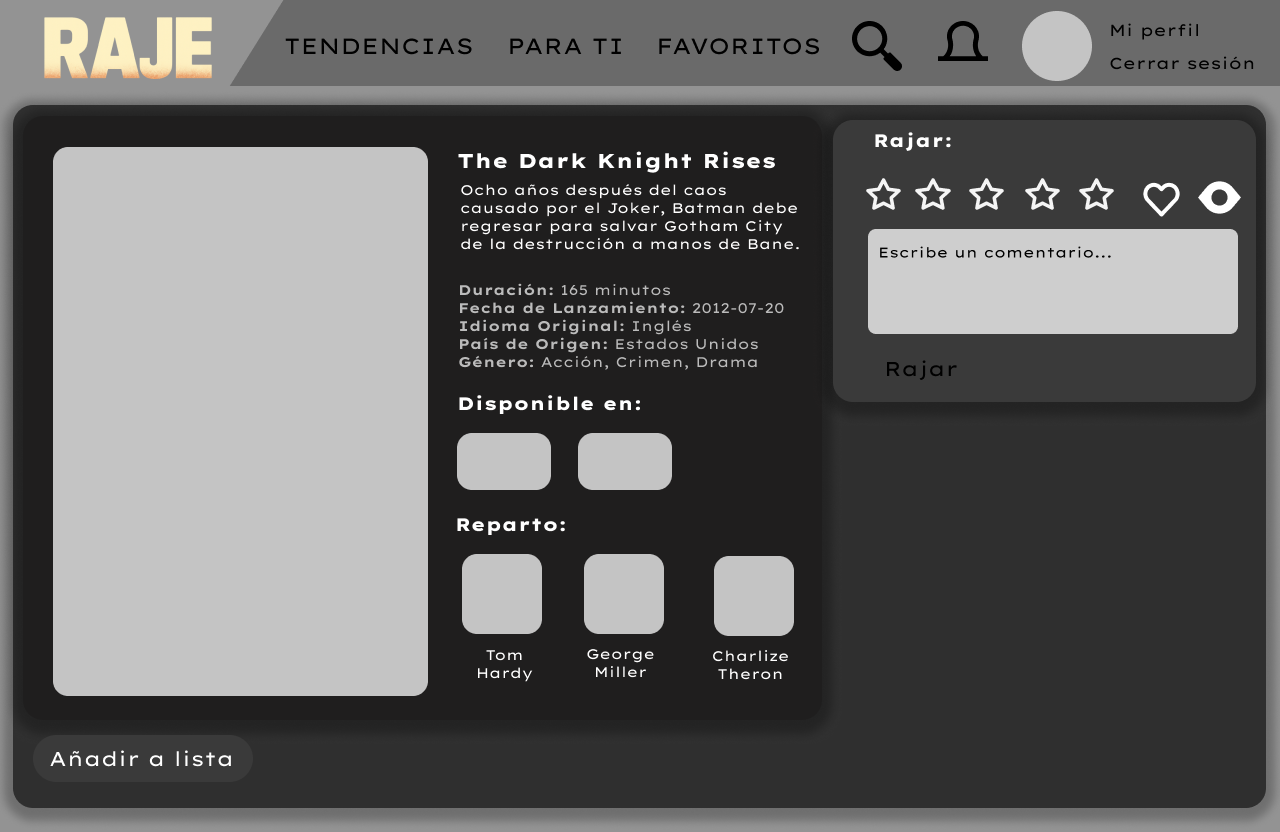 RAJE
TENDENCIAS
PARA TI
FAVORITOS
Mi perfil
Cerrar sesión
The Dark Knight Rises
Ocho años después del caos
causado por el Joker, Batman debe
regresar para salvar Gotham City
de la destrucción a manos de Bane.
Duración: 165 minutos
Fecha de Lanzamiento: 2012-07-20
Idioma Original: Inglés
País de Origen: Estados Unidos
Género: Acción, Crimen, Drama
Disponible en:
Reparto:
Tom
Hardy
George
Miller
Charlize
Theron
Añadir a lista
Rajar:
Escribe un comentario...
Rajar